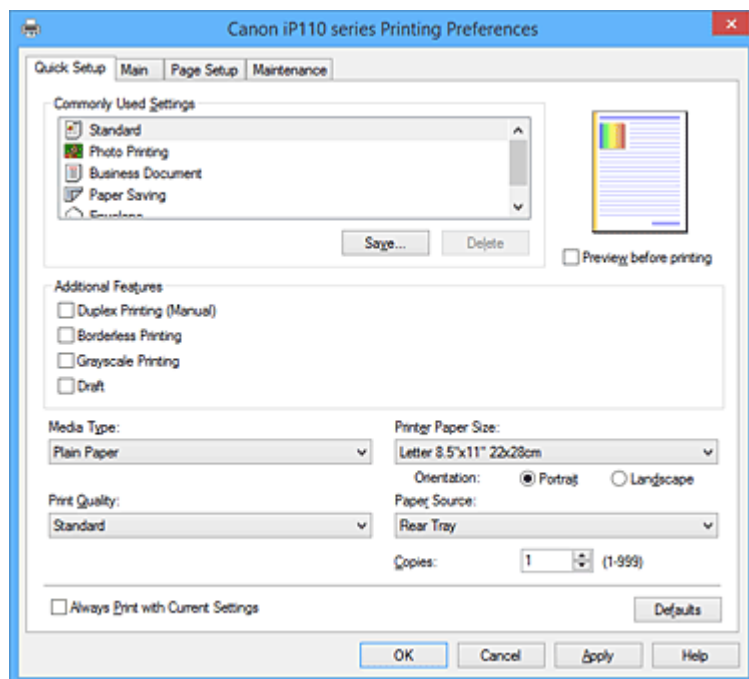 Canon iP110 series Printing Preferences
Quick Setup Main Page Setup Maintenance
Commonly Used Settings
Standard
Photo Printing
Business Document
Paper Saving
Envelope
Save... Delete
Preview before printing
Additional Features
Duplex Printing (Manual)
Borderless Printing
Grayscale Printing
Draft
Media Type:
Plain Paper
Printer Paper Size:
Letter 8.5"x11" 22x28cm
Orientation: Portrait Landscape
Print Quality:
Standard
Paper Source:
Rear Tray
Copies: 1 (1-999)
Always Print with Current Settings
Defaults
OK Cancel Apply Help